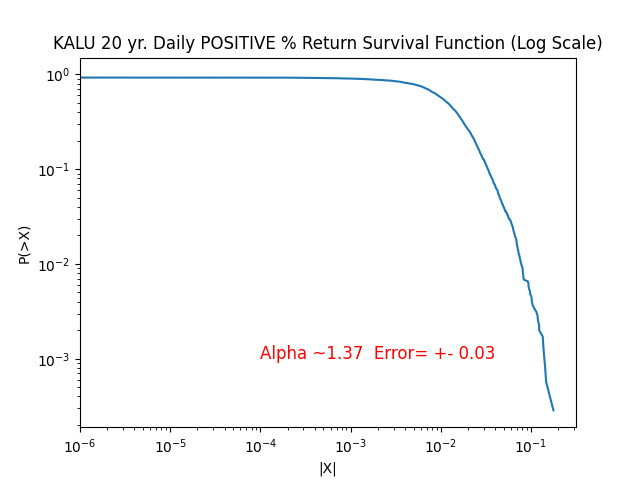 KALU 20 yr. Daily POSITIVE % Return Survival Function (Log Scale)
10⁰
10⁻¹
10⁻²
10⁻³
P(>X)
Alpha ~1.37  Error= +- 0.03
10⁻⁶ 10⁻⁵ 10⁻⁴ 10⁻³ 10⁻² 10⁻¹
|X|